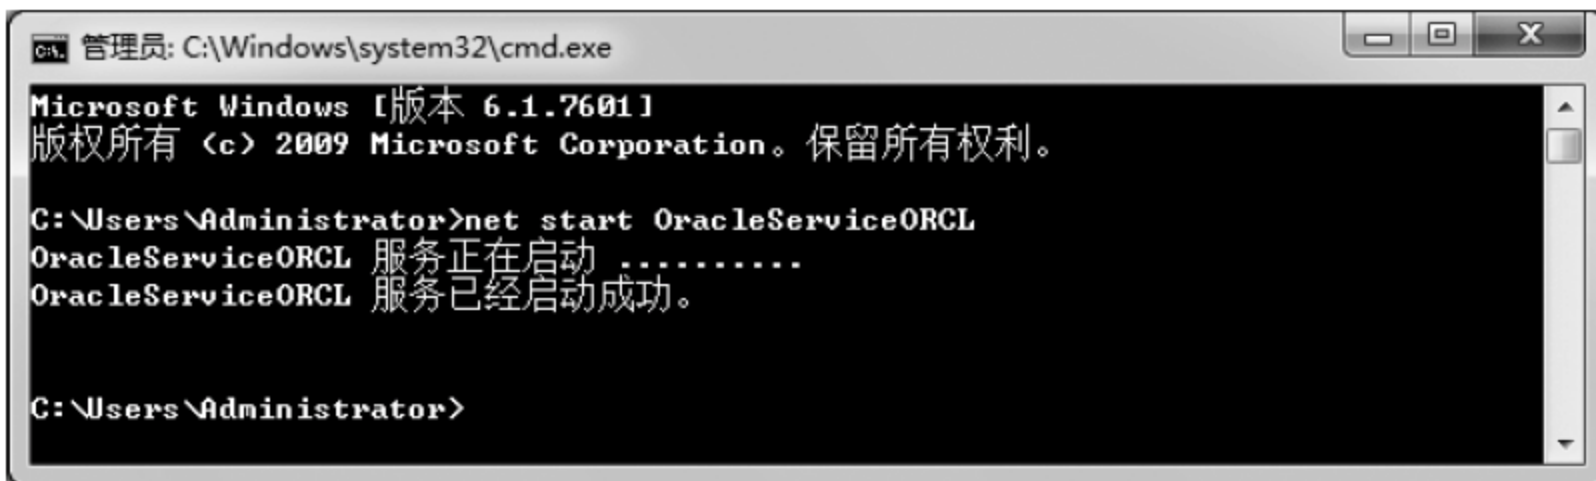 管理员: C:\Windows\system32\cmd.exe
Microsoft Windows [版本 6.1.7601]
版权所有 (c) 2009 Microsoft Corporation。保留所有权利。
C:\Users\Administrator>net start OracleServiceORCL
OracleServiceORCL 服务正在启动 ..........
OracleServiceORCL 服务已经启动成功。
C:\Users\Administrator>